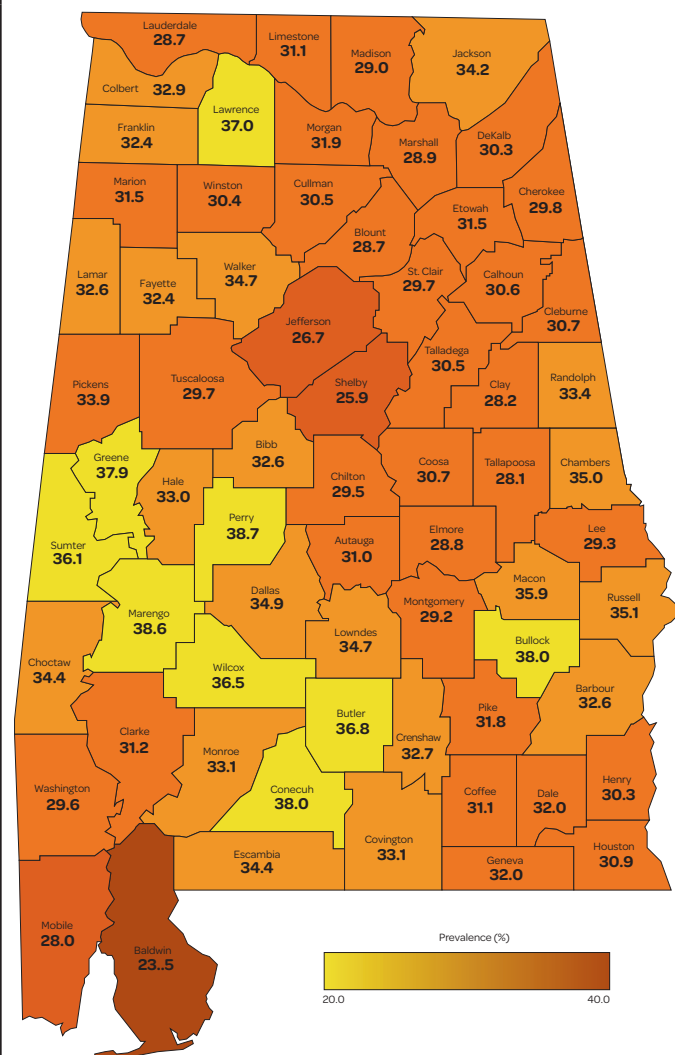 Lauderdale
28.7
Limestone
31.1
Madison
29.0
Jackson
34.2
Colbert 32.9
Lawrence
37.0
Franklin
32.4
Morgan
31.9
Marshall
28.9
DeKalb
30.3
Marion
31.5
Winston
30.4
Cullman
30.5
Cherokee
29.8
Etowah
31.5
Blount
28.7
Lamar
32.6
Fayette
32.4
Walker
34.7
St. Clair
29.7
Calhoun
30.6
Cleburne
30.7
Jefferson
26.7
Talladega
30.5
Pickens
33.9
Tuscaloosa
29.7
Shelby
25.9
Clay
28.2
Randolph
33.4
Greene
37.9
Bibb
32.6
Hale
33.0
Chilton
29.5
Coosa
30.7
Tallapoosa
28.1
Chambers
35.0
Sumter
36.1
Perry
38.7
Autauga
31.0
Elmore
28.8
Lee
29.3
Marengo
38.6
Dallas
34.9
Montgomery
29.2
Macon
35.9
Russell
35.1
Lowndes
34.7
Bullock
38.0
Choctaw
34.4
Wilcox
36.5
Barbour
32.6
Clarke
31.2
Butler
36.8
Pike
31.8
Monroe
33.1
Crenshaw
32.7
Washington
29.6
Conecuh
38.0
Coffee
31.1
Dale
32.0
Henry
30.3
Covington
33.1
Escambia
34.4
Geneva
32.0
Houston
30.9
Mobile
28.0
Baldwin
23..5
Prevalence (%)
20.0 40.0